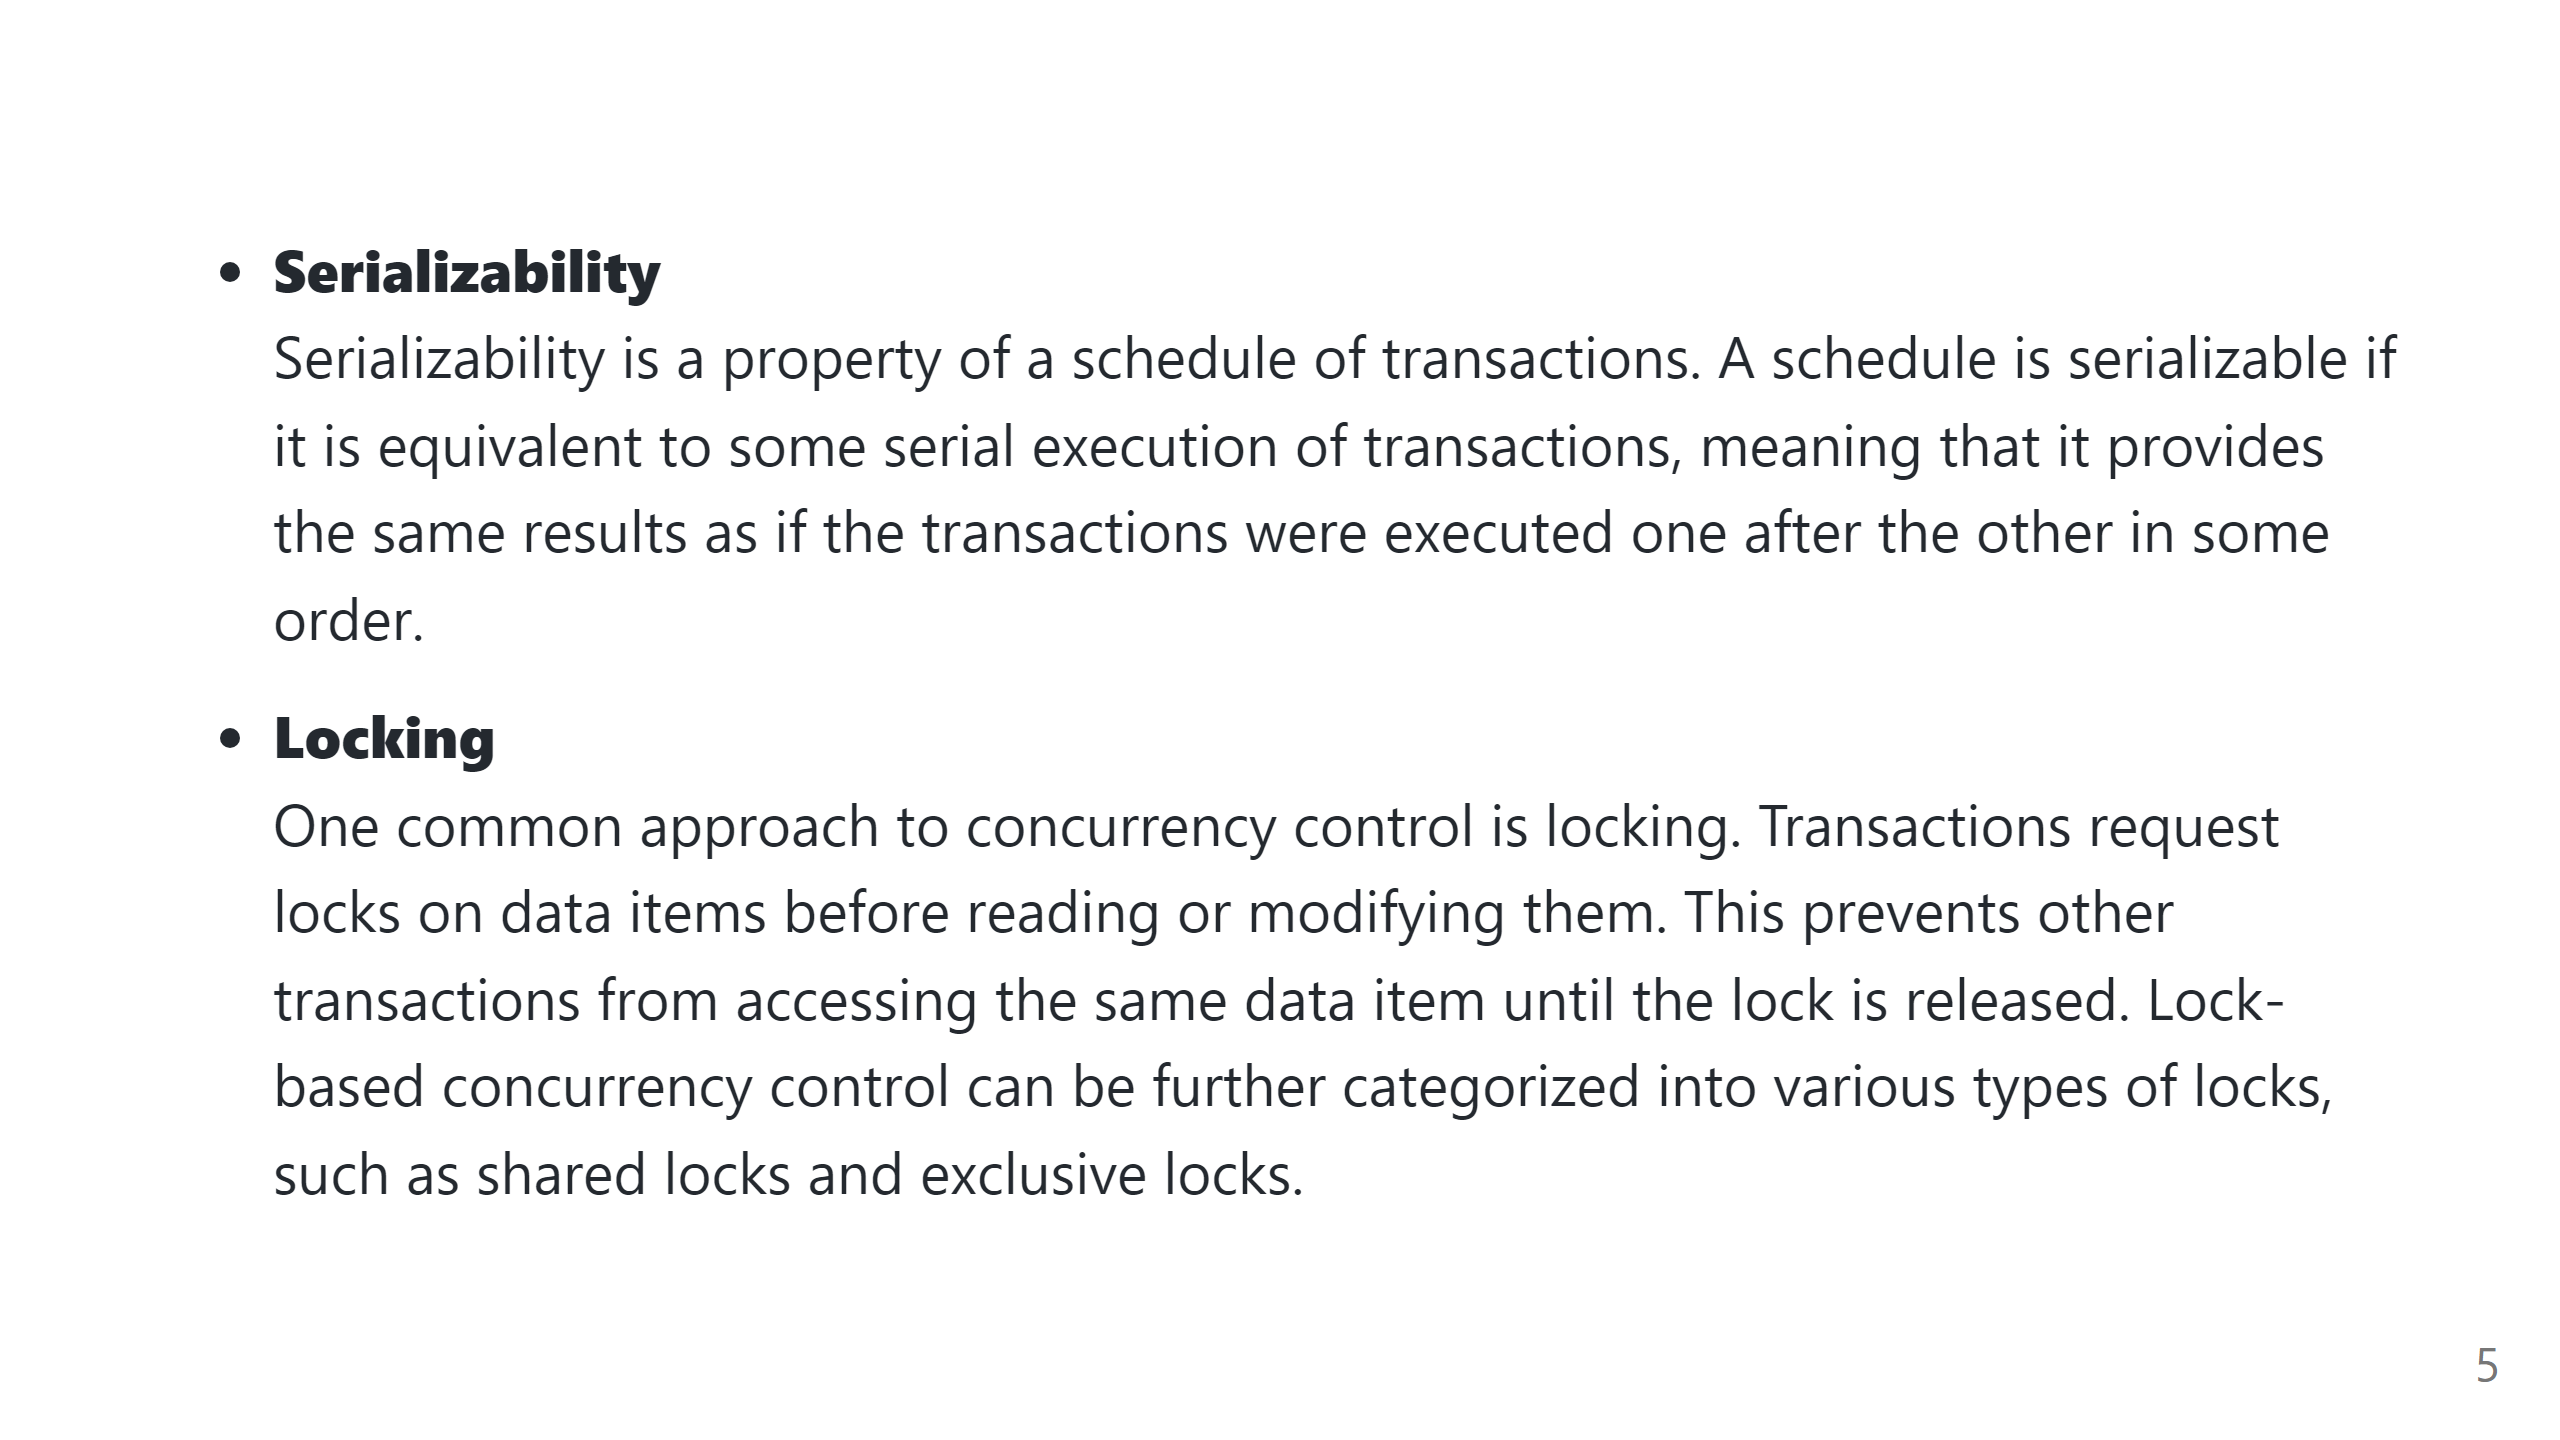 • Serializability
Serializability is a property of a schedule of transactions. A schedule is serializable if
it is equivalent to some serial execution of transactions, meaning that it provides
the same results as if the transactions were executed one after the other in some
order.
• Locking
One common approach to concurrency control is locking. Transactions request
locks on data items before reading or modifying them. This prevents other
transactions from accessing the same data item until the lock is released. Lock-
based concurrency control can be further categorized into various types of locks,
such as shared locks and exclusive locks.
5